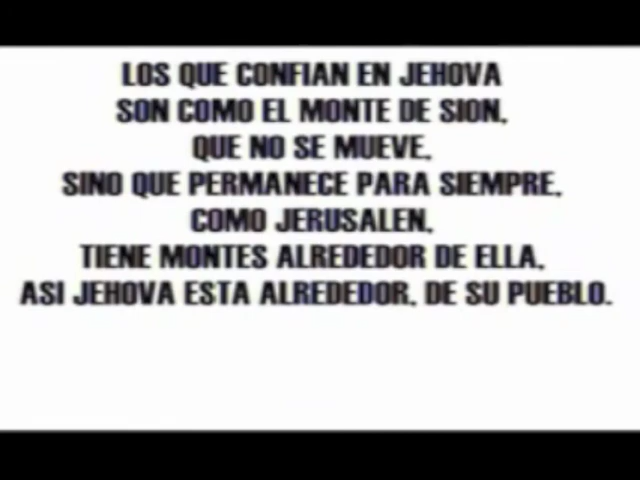 LOS QUE CONFIAN EN JEHOVA
SON COMO EL MONTE DE SION,
QUE NO SE MUEVE,
SINO QUE PERMANECE PARA SIEMPRE,
COMO JERUSALEN,
TIENE MONTES ALREDEDOR DE ELLA,
ASI JEHOVA ESTA ALREDEDOR, DE SU PUEBLO.